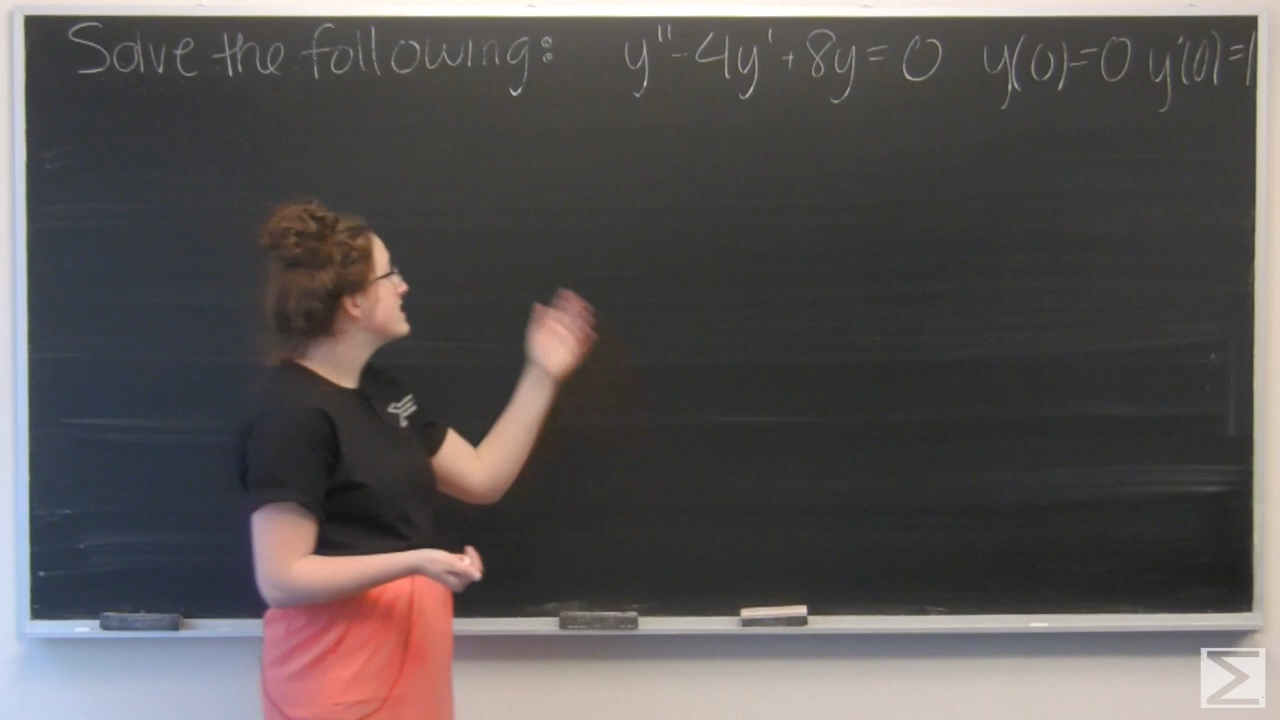 Solve the following: y'' - 4y' + 8y = 0 y(0) = 0 y'(0) = 1